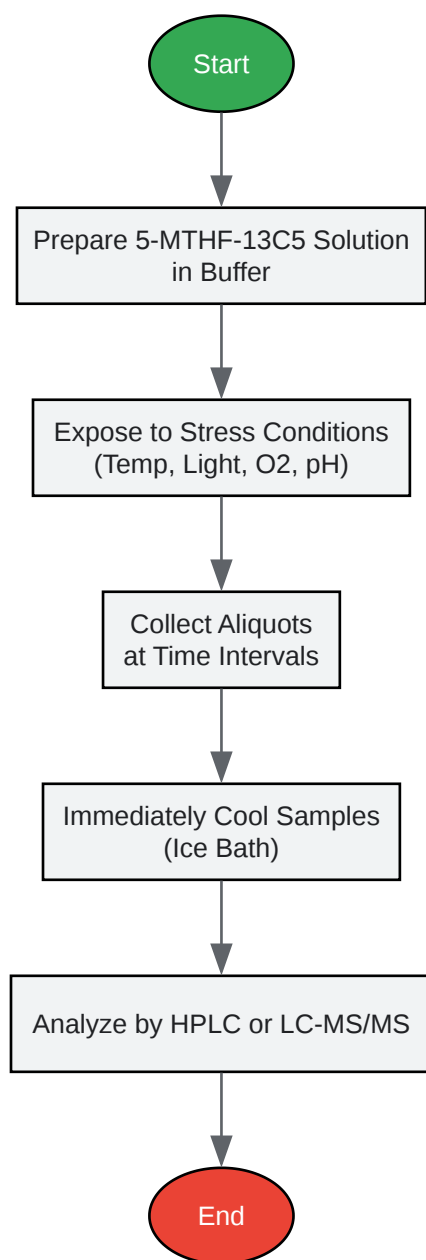 Start
Prepare 5-MTHF-13C5 Solution
in Buffer
Expose to Stress Conditions
(Temp, Light, O2, pH)
Collect Aliquots
at Time Intervals
Immediately Cool Samples
(Ice Bath)
Analyze by HPLC or LC-MS/MS
End